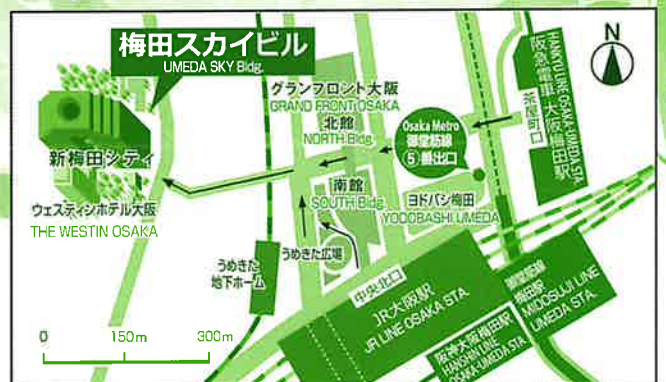 梅田スカイビル
UMEDA SKY Bldg.
N
グランフロント大阪
GRAND FRONT OSAKA
北館
NORTH Bldg.
Osaka Metro
御堂筋線
⑤番出口
茶屋町口
阪急電車 大阪梅田駅
HANKYU LINE OSAKA-UMEDA STA.
新梅田シティ
ウェスティンホテル大阪
THE WESTIN OSAKA
南館
SOUTH Bldg.
ヨドバシ梅田
YODOBASHI UMEDA
うめきた広場
うめきた
地下ホーム
中央北口
JR大阪駅
JR LINE OSAKA STA.
御堂筋線
梅田駅
MIDOSUJI LINE
UMEDA STA.
阪神大阪梅田駅
HANSHIN LINE
OSAKA-UMEDA STA.
0
150m
300m